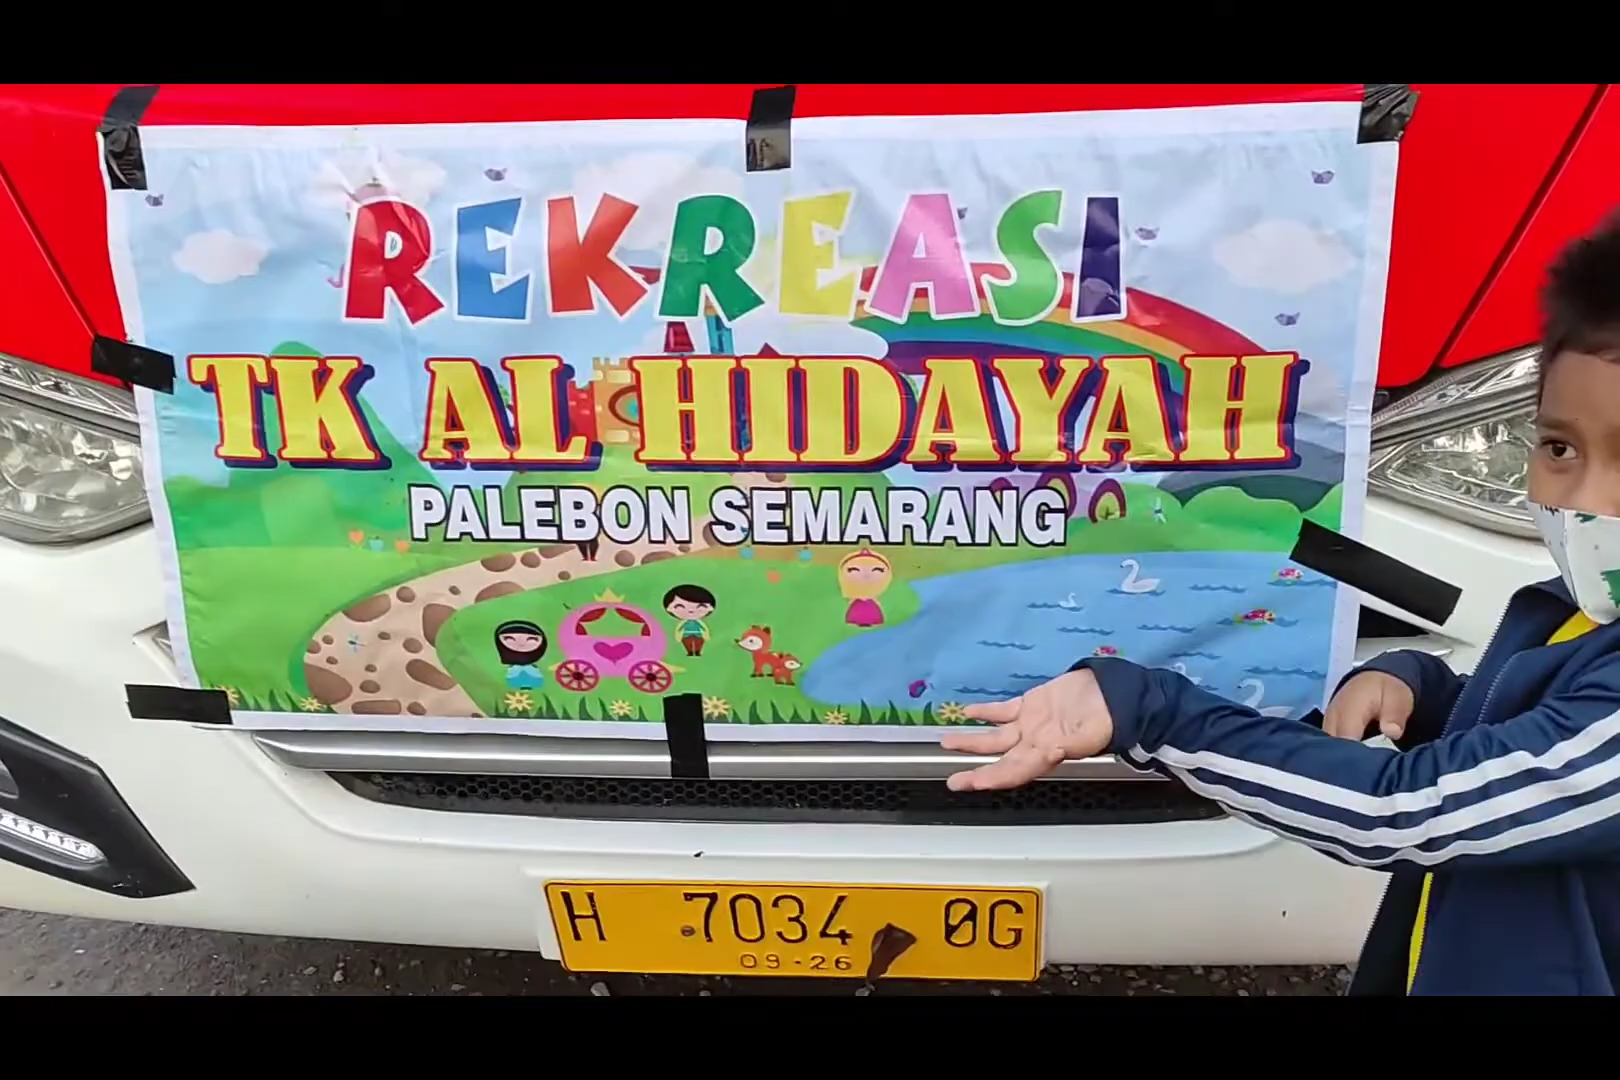 REKREASI
TK AL HIDAYAH
PALEBON SEMARANG
H 7034 OG
09-26